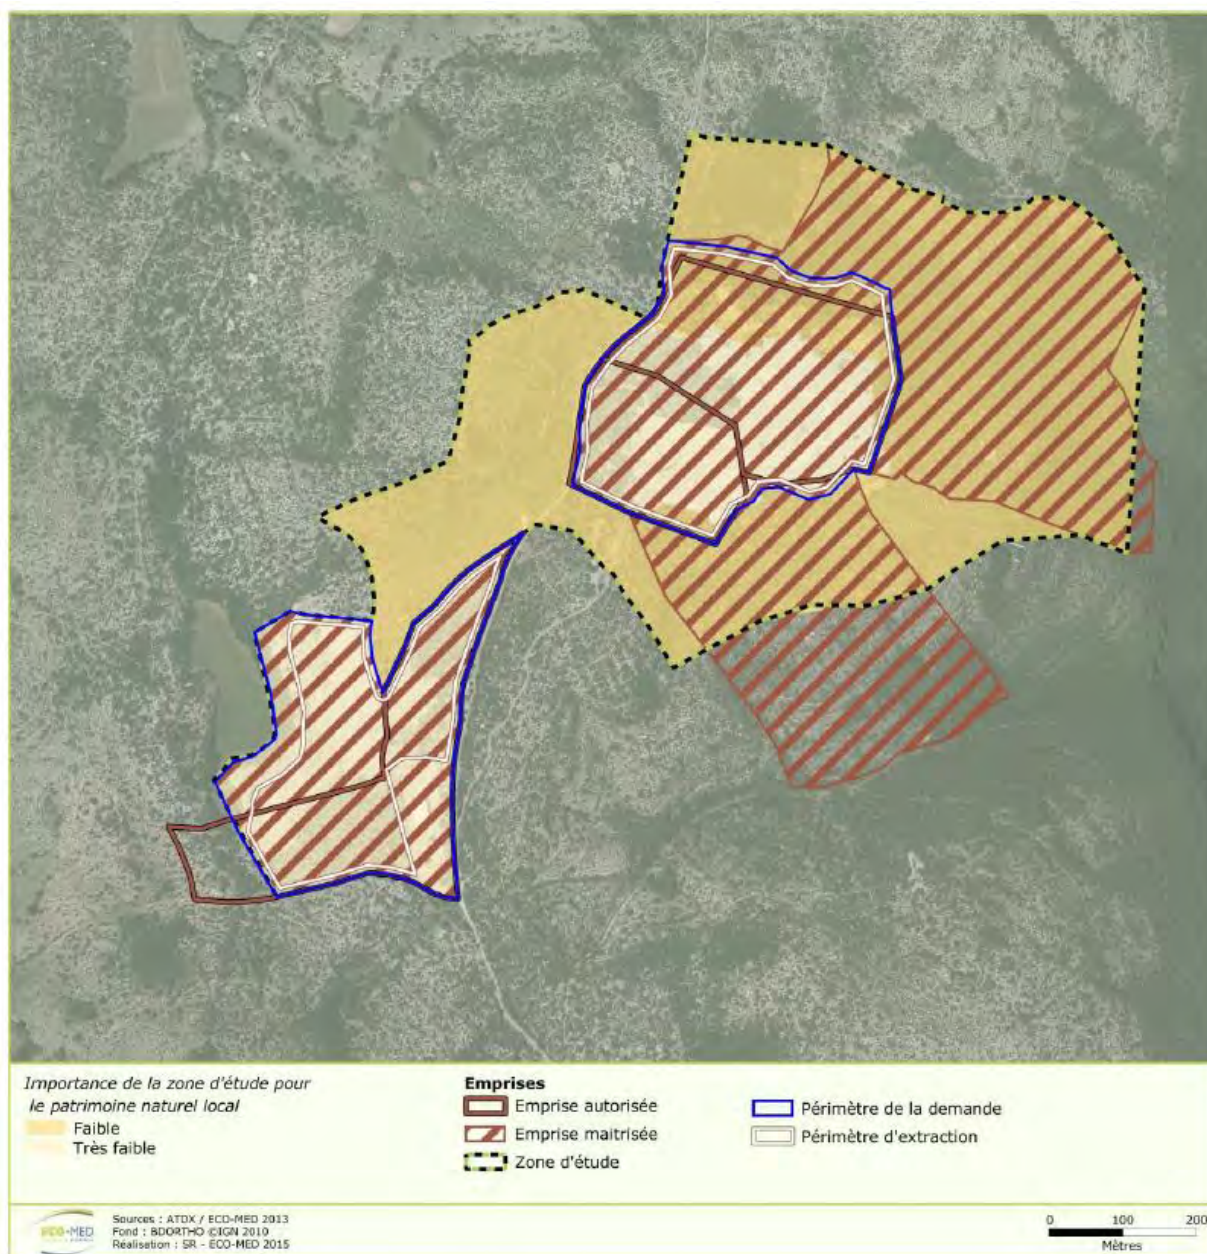 Importance de la zone d'étude pour
le patrimoine naturel local
Faible
Très faible
Emprises
Emprise autorisée
Emprise maitrisée
Zone d'étude
Périmètre de la demande
Périmètre d'extraction
ECO-MED
Sources : ATDX / ECO-MED 2013
Fond : BDORTHO ©IGN 2010
Réalisation : SR - ECO-MED 2015
0 100 200
Mètres